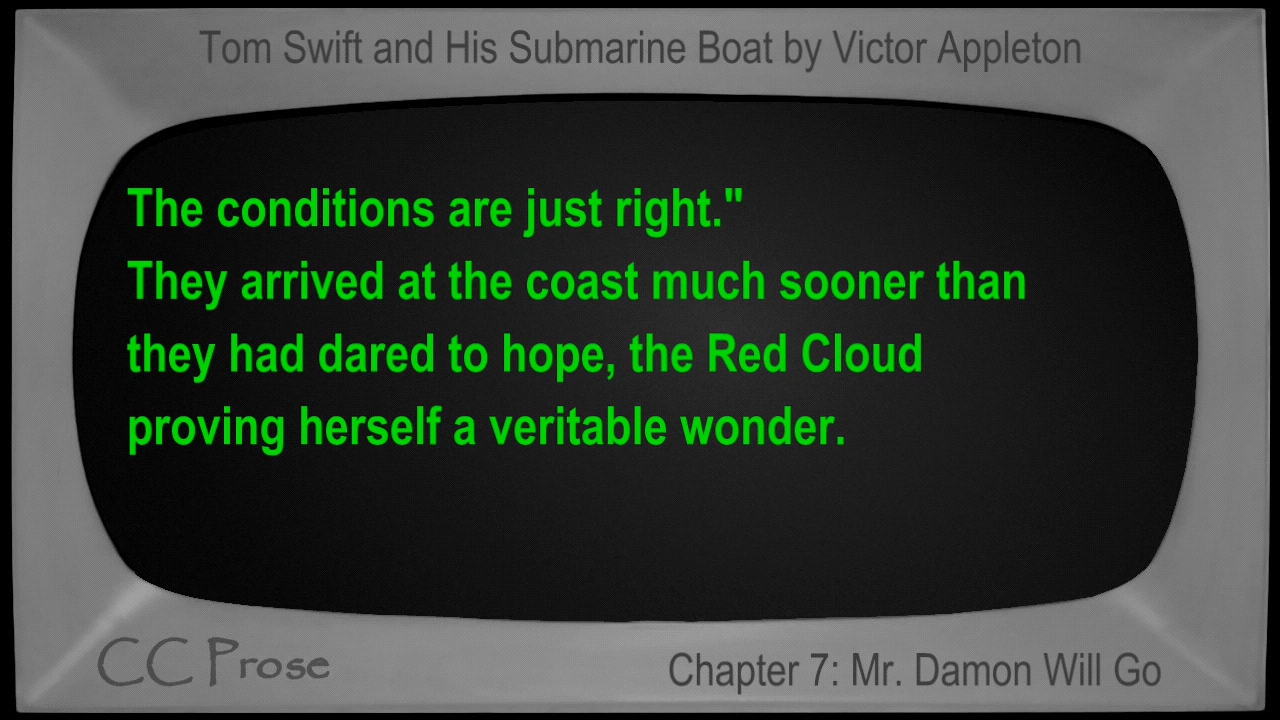 Tom Swift and His Submarine Boat by Victor Appleton
The conditions are just right."
They arrived at the coast much sooner than
they had dared to hope, the Red Cloud
proving herself a veritable wonder.
CC Prose
Chapter 7: Mr. Damon Will Go